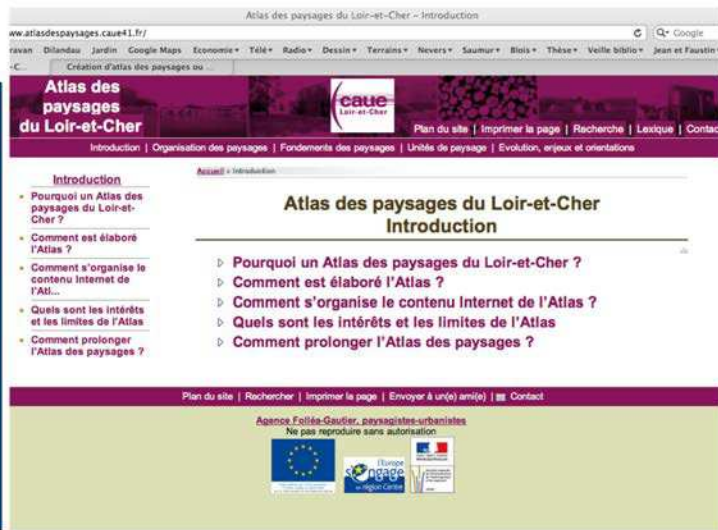 Atlas des paysages du Loir-et-Cher – Introduction
ww.atlasdespaysages.caue41.fr/
Google
ravan Dilandau Jardin Google Maps Economie Télé Radio Dessin Terrains Nevers Saumur Blois Thèse Veille biblio Jean et Faustin
-C... Création d'atlas des paysages ou ...
Atlas des
paysages
du Loir-et-Cher
caue
Loir-et-Cher
Plan du site | Imprimer la page | Recherche | Lexique | Contac
Introduction | Organisation des paysages | Fondements des paysages | Unités de paysage | Evolution, enjeux et orientations
Accueil » Introduction
Introduction
Pourquoi un Atlas des
paysages du Loir-et-
Cher ?
Comment est élaboré
l'Atlas ?
Comment s'organise le
contenu Internet de
l'Atl...
Quels sont les intérêts
et les limites de l'Atlas
Comment prolonger
l'Atlas des paysages ?
Atlas des paysages du Loir-et-Cher
Introduction
Pourquoi un Atlas des paysages du Loir-et-Cher ?
Comment est élaboré l'Atlas ?
Comment s'organise le contenu Internet de l'Atlas ?
Quels sont les intérêts et les limites de l'Atlas
Comment prolonger l'Atlas des paysages ?
Plan du site | Rechercher | Imprimer la page | Envoyer à un(e) ami(e) | Contact
Agence Folléa-Gautier, paysagistes-urbanistes
Ne pas reproduire sans autorisation
l'Europe
s'engage
en région Centre